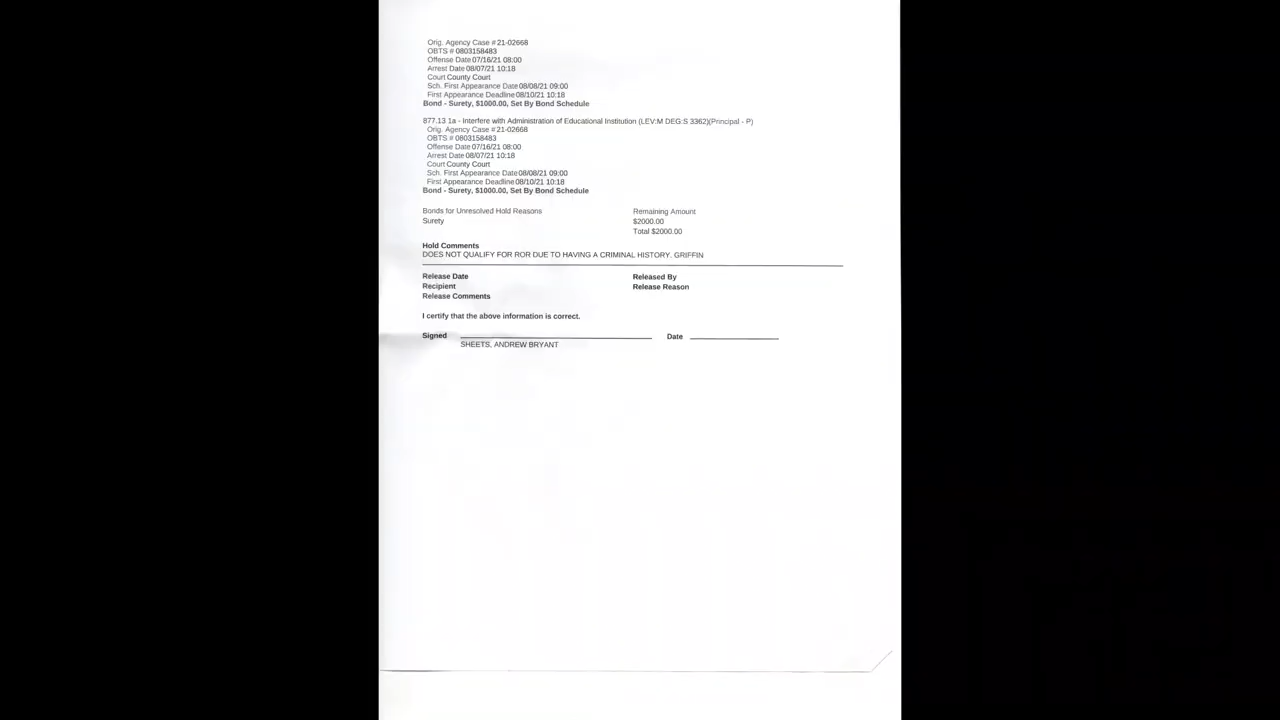 Orig. Agency Case # 21-02668
OBTS # 0803158483
Offense Date 07/16/21 08:00
Arrest Date 08/07/21 10:18
Court County Court
Sch. First Appearance Date 08/08/21 09:00
First Appearance Deadline 08/10/21 10:18
Bond - Surety, $1000.00, Set By Bond Schedule
877.13 1a - Interfere with Administration of Educational Institution (LEV:M DEG:S 3362)(Principal - P)
Orig. Agency Case # 21-02668
OBTS # 0803158483
Offense Date 07/16/21 08:00
Arrest Date 08/07/21 10:18
Court County Court
Sch. First Appearance Date 08/08/21 09:00
First Appearance Deadline 08/10/21 10:18
Bond - Surety, $1000.00, Set By Bond Schedule
Bonds for Unresolved Hold Reasons Remaining Amount
Surety $2000.00
Total $2000.00
Hold Comments
DOES NOT QUALIFY FOR ROR DUE TO HAVING A CRIMINAL HISTORY. GRIFFIN
Release Date Released By
Recipient Release Reason
Release Comments
I certify that the above information is correct.
Signed Date
SHEETS, ANDREW BRYANT